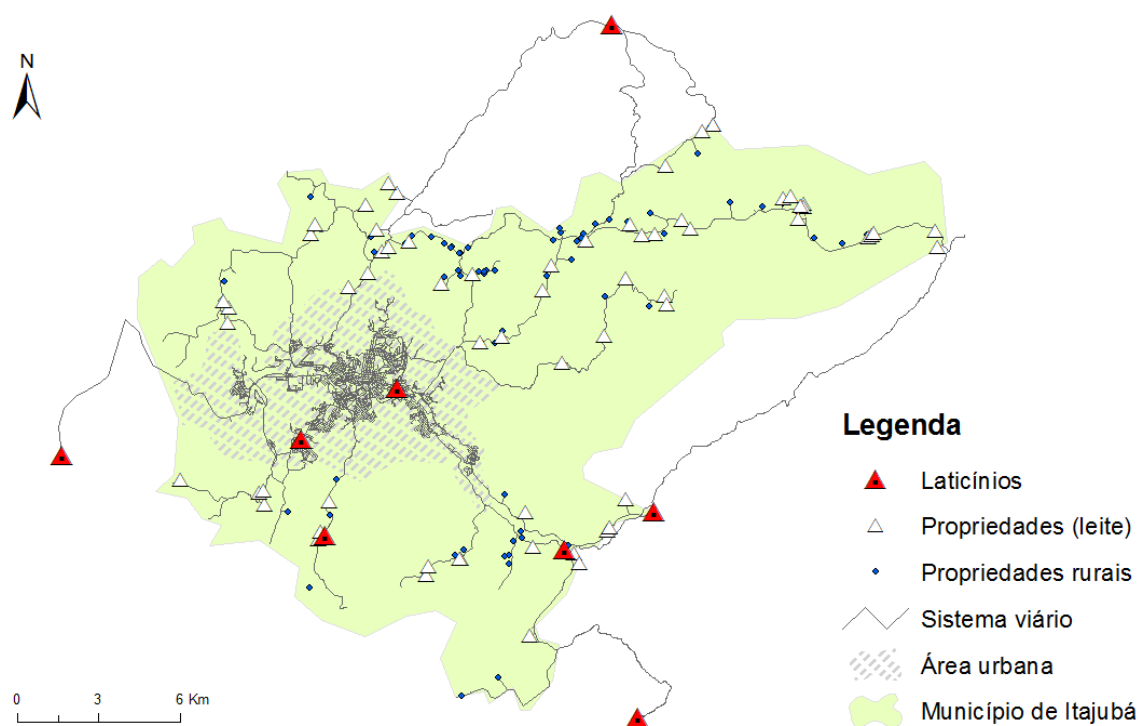 N
Legenda
Laticínios
Propriedades (leite)
Propriedades rurais
Sistema viário
Área urbana
Município de Itajubá
0 3 6 Km